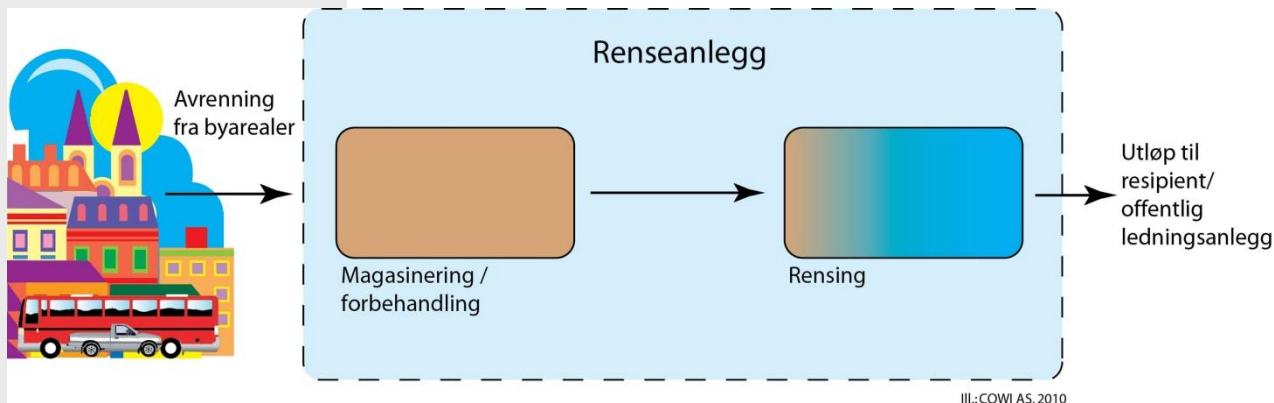 Renseanlegg
Avrenning
fra byarealer
Magasinering /
forbehandling
Rensing
Utløp til
resipient/
offentlig
ledningsanlegg
Ill.: COWI AS, 2010